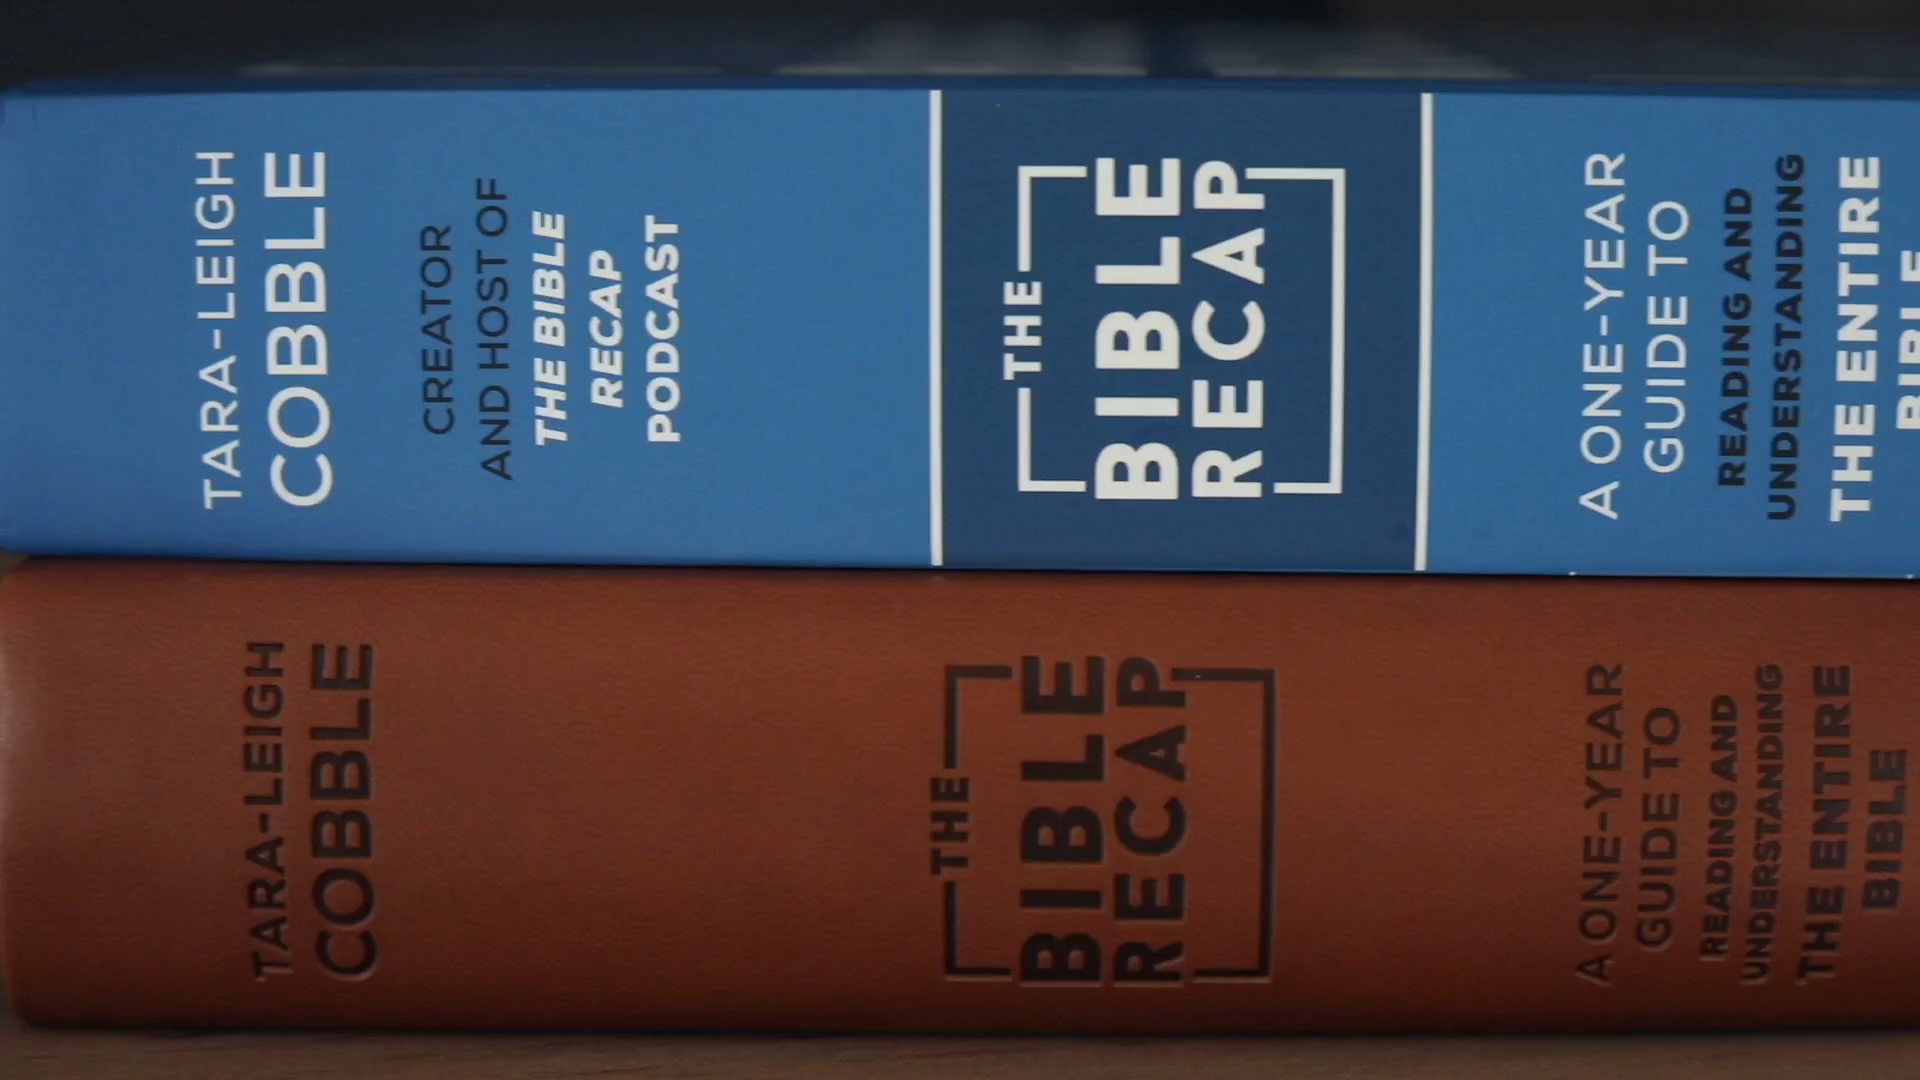 TARA-LEIGH
COBBLE
CREATOR
AND HOST OF
THE BIBLE
RECAP
PODCAST
THE
BIBLE
RECAP
A ONE-YEAR
GUIDE TO
READING AND
UNDERSTANDING
THE ENTIRE
BIBLE
TARA-LEIGH
COBBLE
THE
BIBLE
RECAP
A ONE-YEAR
GUIDE TO
READING AND
UNDERSTANDING
THE ENTIRE
BIBLE